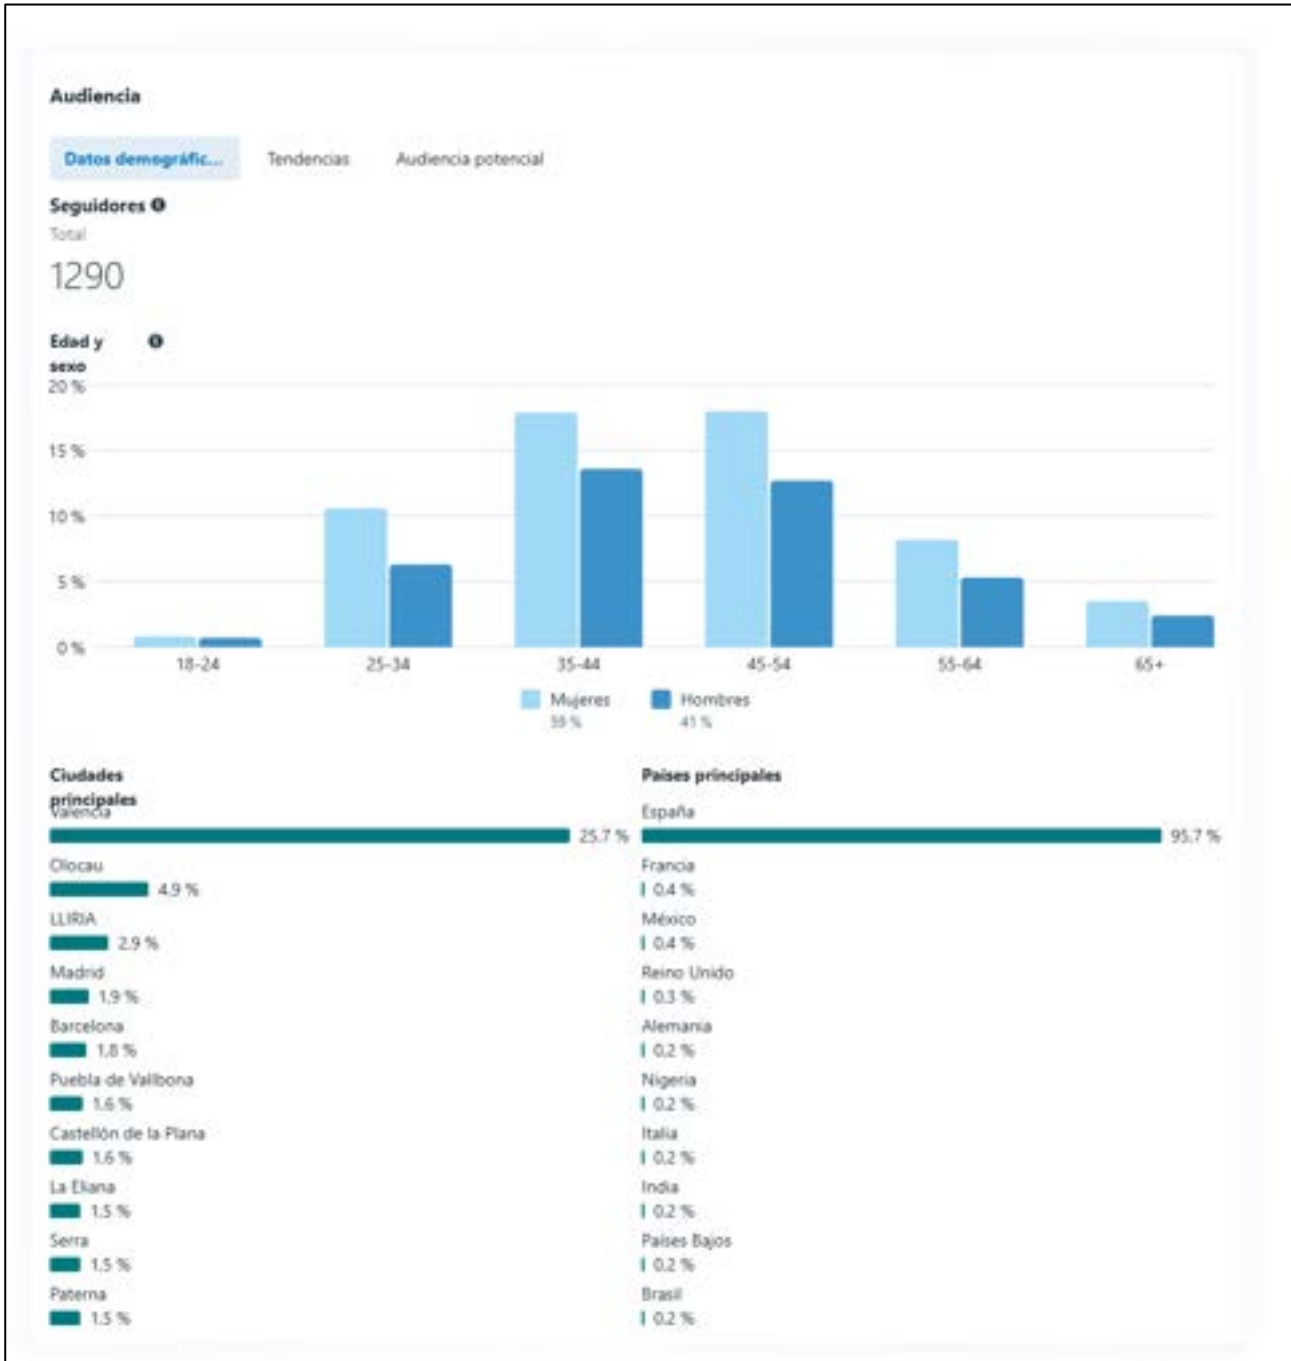 Audiencia
Datos demográfic... Tendencias Audiencia potencial
Seguidores
Total
1290
Edad y
sexo
20 %
15 %
10 %
5 %
0 %
18-24 25-34 35-44 45-54 55-64 65+
Mujeres Hombres
59 % 41 %
Ciudades
principales
Valencia
25.7 %
Olocau
4.9 %
LLIRIA
2.9 %
Madrid
1.9 %
Barcelona
1.8 %
Puebla de Vallbona
1.6 %
Castellón de la Plana
1.6 %
La Eliana
1.5 %
Serra
1.5 %
Paterna
1.5 %
Países principales
España
95.7 %
Francia
0.4 %
México
0.4 %
Reino Unido
0.3 %
Alemania
0.2 %
Nigeria
0.2 %
Italia
0.2 %
India
0.2 %
Países Bajos
0.2 %
Brasil
0.2 %